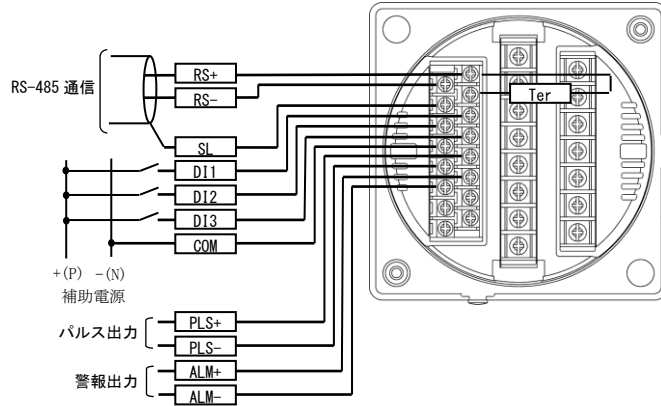 RS-485 通信
RS+
RS-
SL
DI1
DI2
DI3
COM
+(P) -(N)
補助電源
パルス出力
PLS+
PLS-
警報出力
ALM+
ALM-
Ter